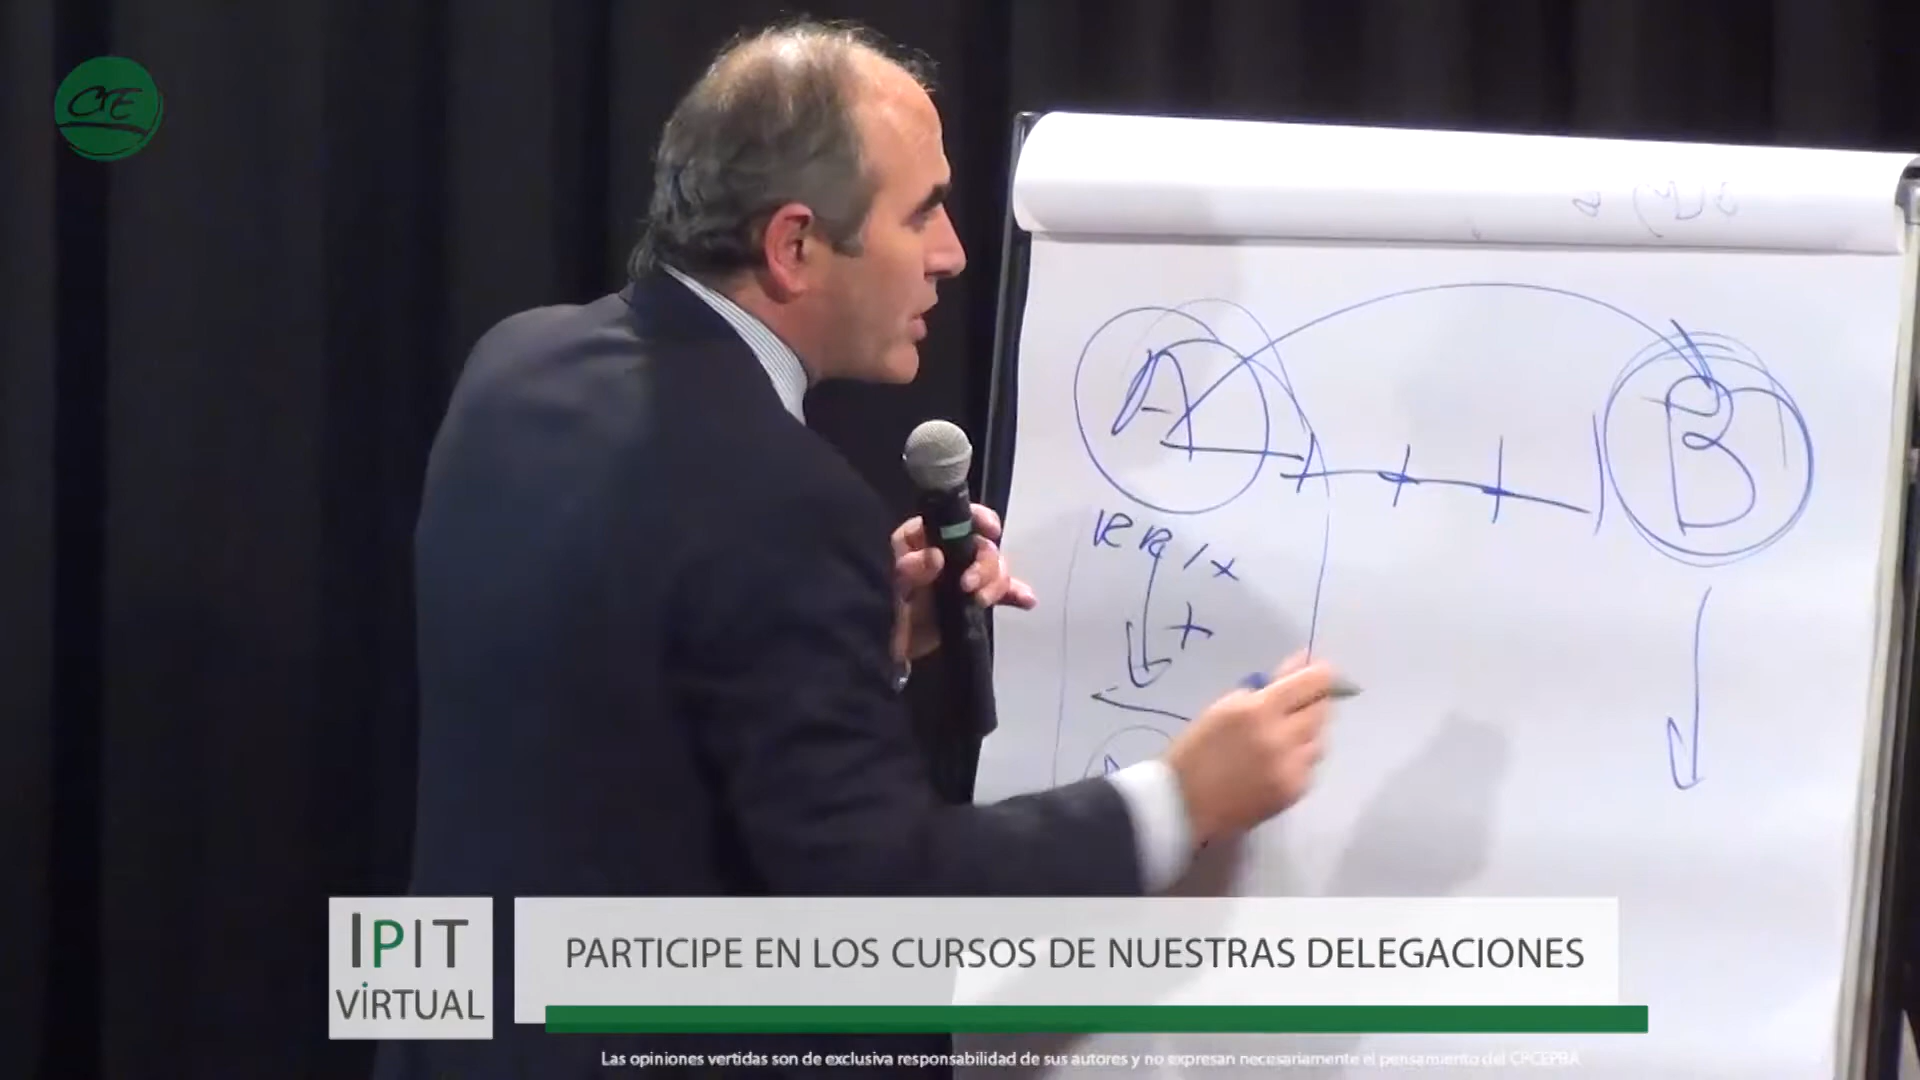 CE
A
B
RR/X
+
IPIT
VIRTUAL
PARTICIPE EN LOS CURSOS DE NUESTRAS DELEGACIONES
Las opiniones vertidas son de exclusiva responsabilidad de sus autores y no expresan necesariamente el pensamiento del CPCEPBA